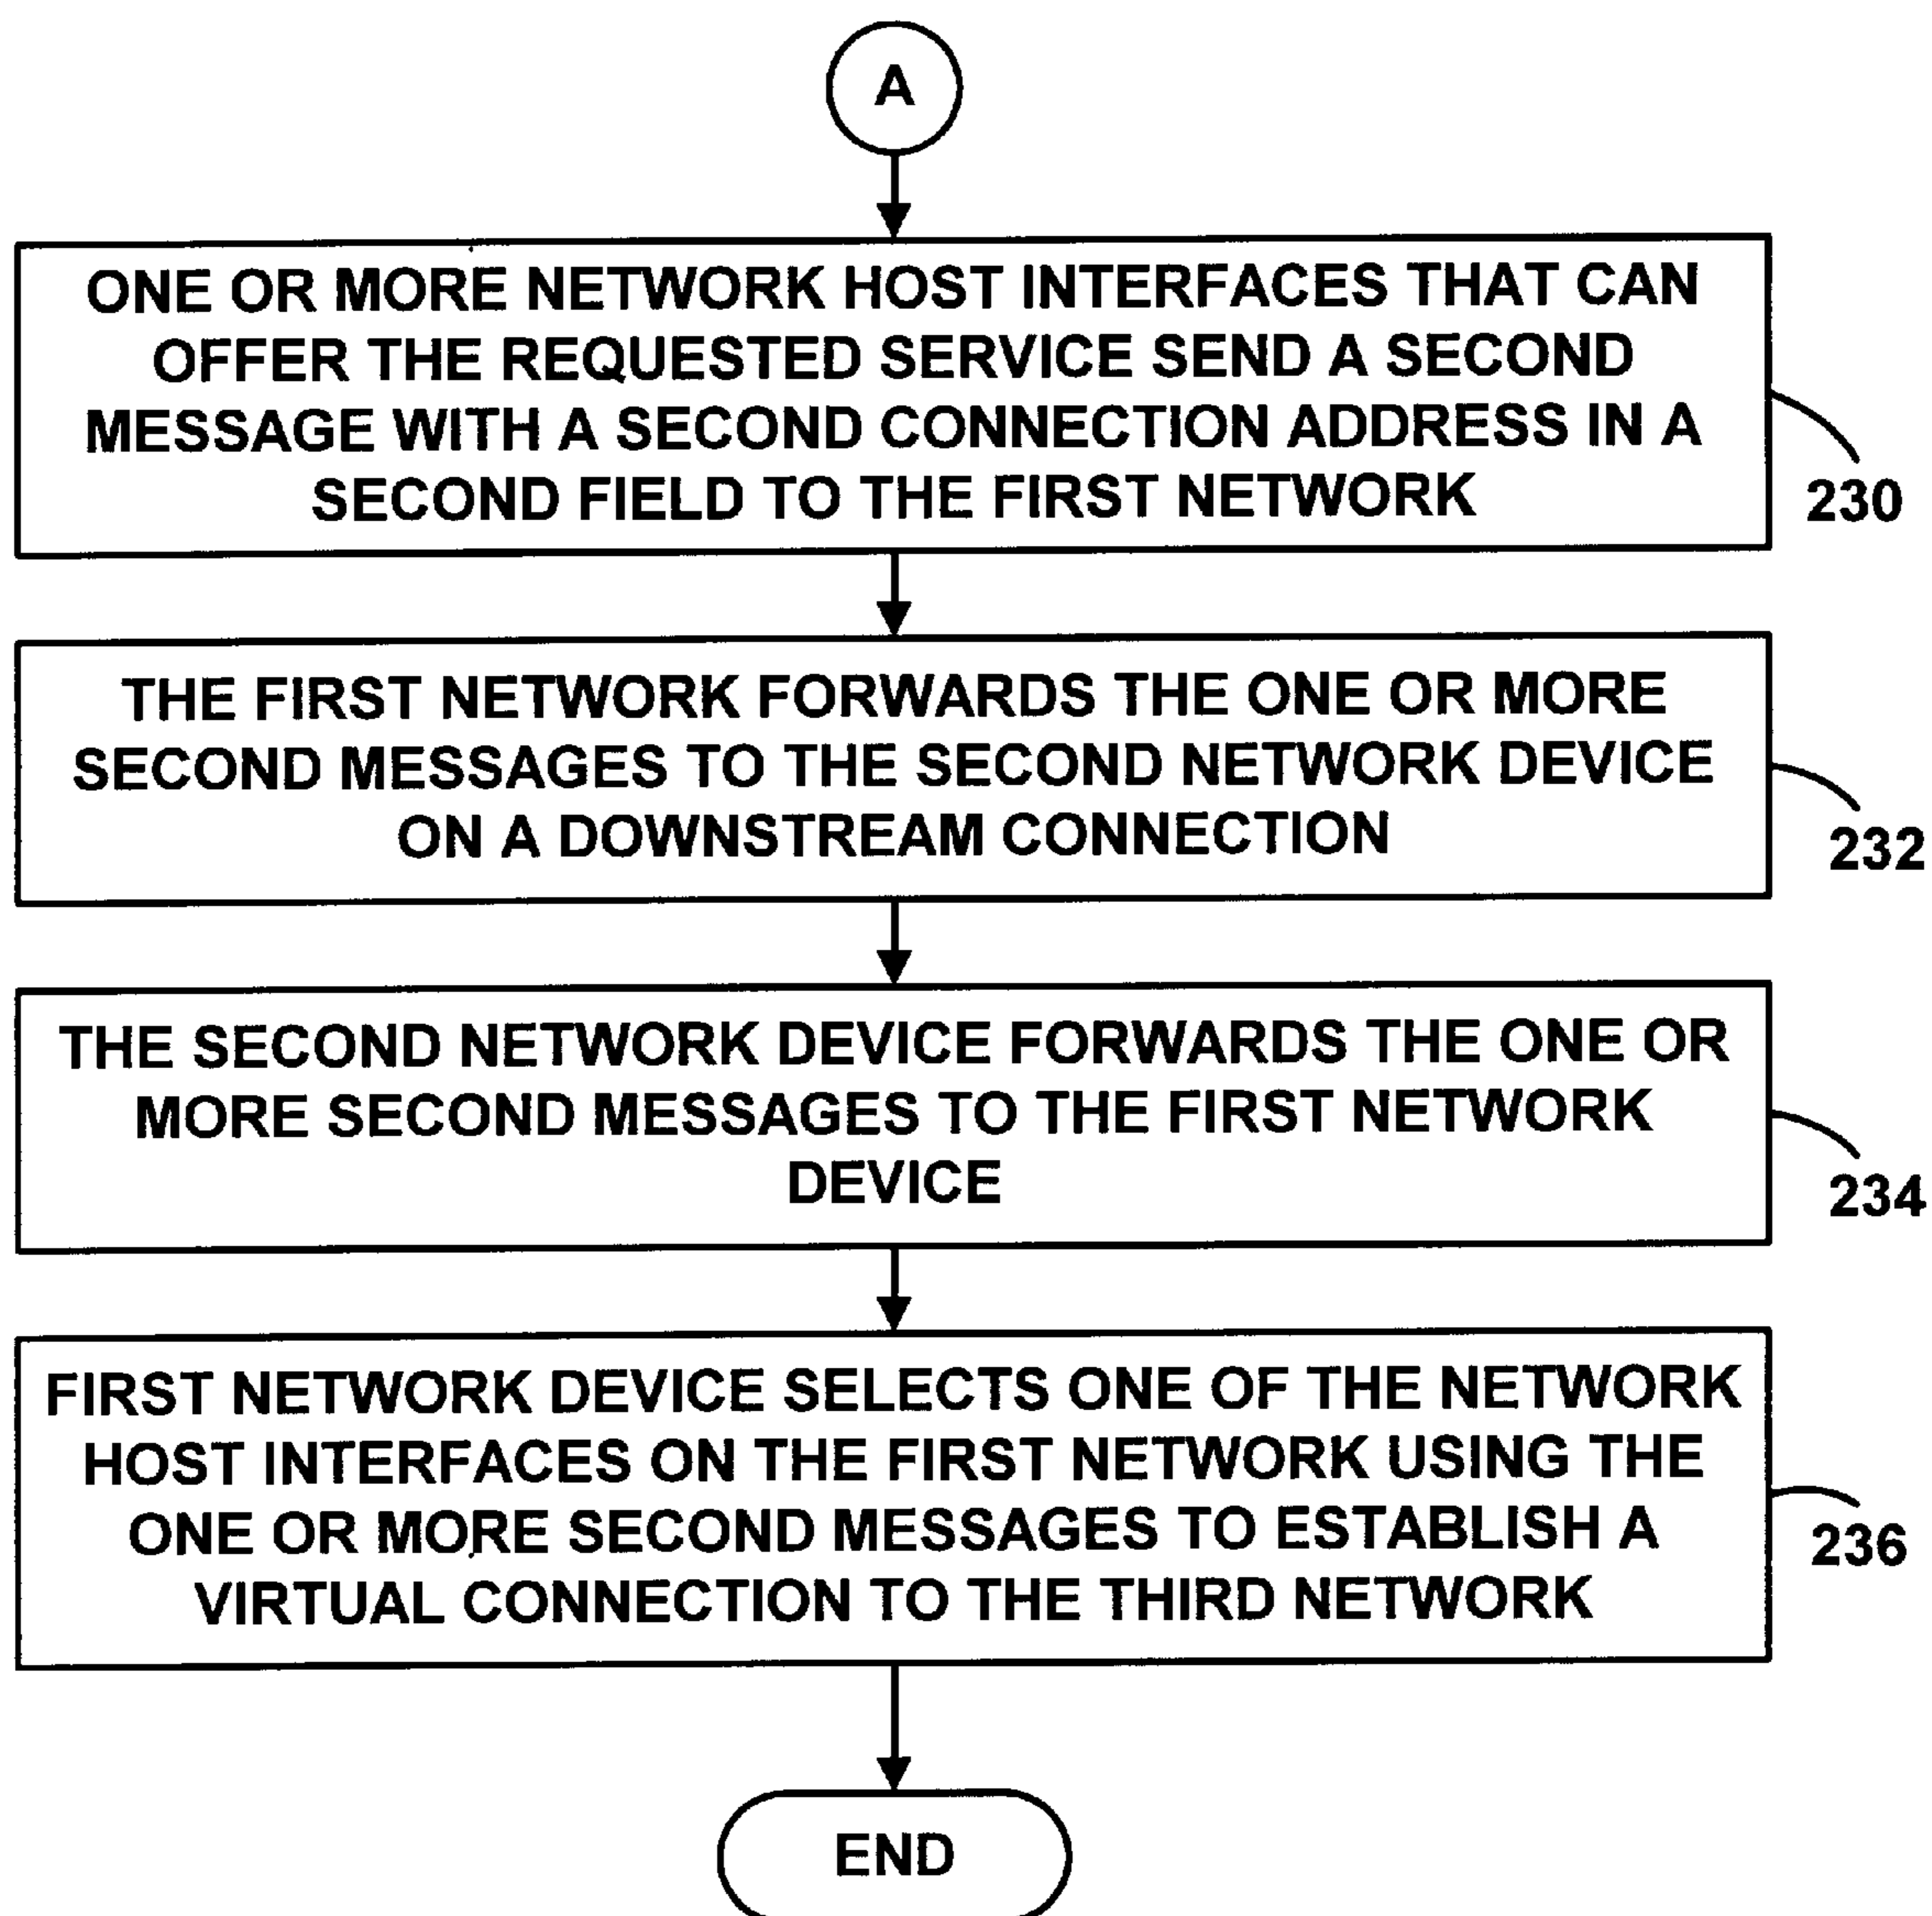 A
ONE OR MORE NETWORK HOST INTERFACES THAT CAN
OFFER THE REQUESTED SERVICE SEND A SECOND
MESSAGE WITH A SECOND CONNECTION ADDRESS IN A
SECOND FIELD TO THE FIRST NETWORK
230
THE FIRST NETWORK FORWARDS THE ONE OR MORE
SECOND MESSAGES TO THE SECOND NETWORK DEVICE
ON A DOWNSTREAM CONNECTION
232
THE SECOND NETWORK DEVICE FORWARDS THE ONE OR
MORE SECOND MESSAGES TO THE FIRST NETWORK
DEVICE
234
FIRST NETWORK DEVICE SELECTS ONE OF THE NETWORK
HOST INTERFACES ON THE FIRST NETWORK USING THE
ONE OR MORE SECOND MESSAGES TO ESTABLISH A
VIRTUAL CONNECTION TO THE THIRD NETWORK
236
END